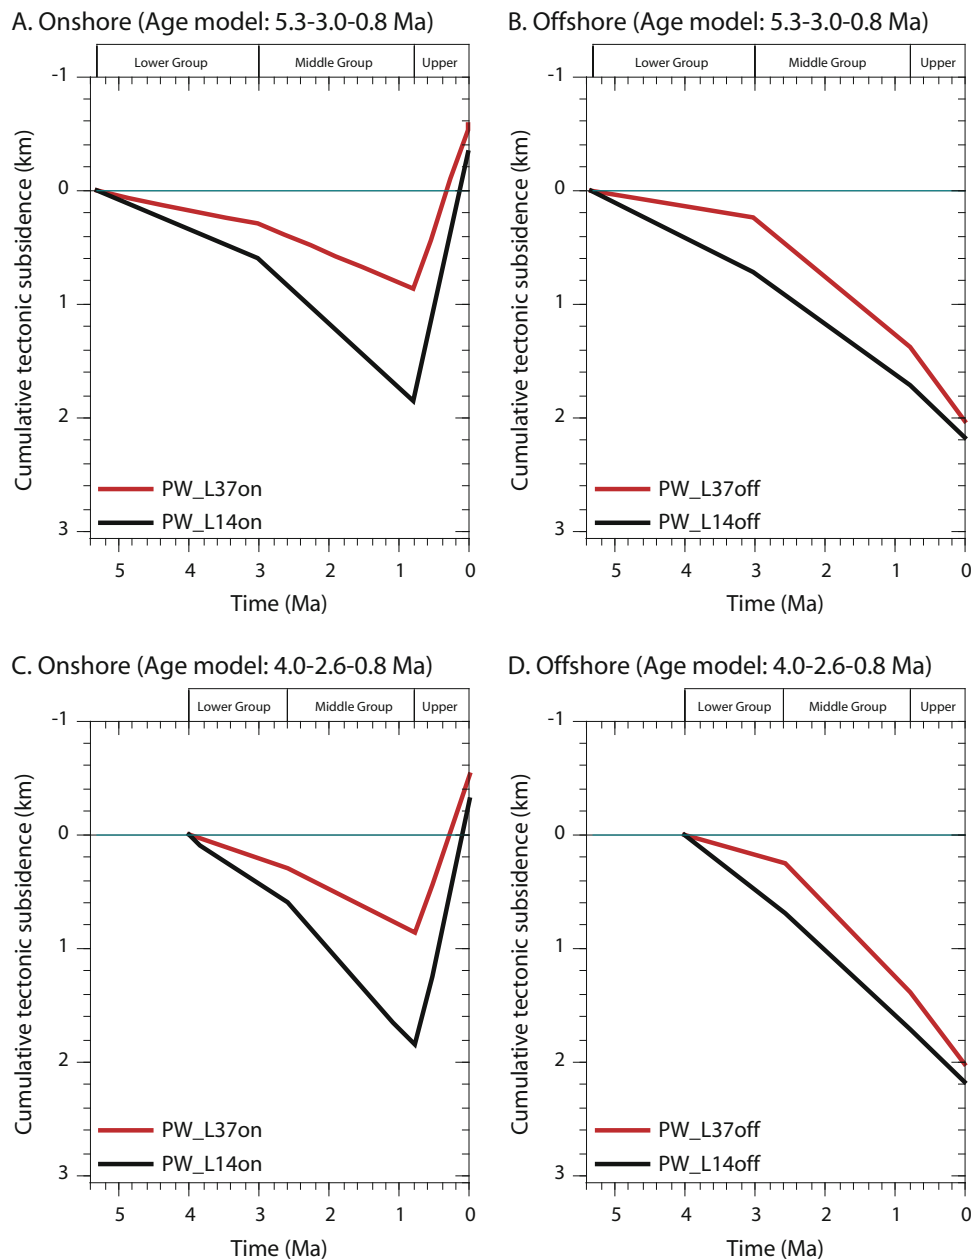 A. Onshore (Age model: 5.3-3.0-0.8 Ma)
Lower Group Middle Group Upper
-1
0
1
2
3
Cumulative tectonic subsidence (km)
PW_L37on
PW_L14on
5 4 3 2 1 0
Time (Ma)
B. Offshore (Age model: 5.3-3.0-0.8 Ma)
Lower Group Middle Group Upper
-1
0
1
2
3
Cumulative tectonic subsidence (km)
PW_L37off
PW_L14off
5 4 3 2 1 0
Time (Ma)
C. Onshore (Age model: 4.0-2.6-0.8 Ma)
Lower Group Middle Group Upper
-1
0
1
2
3
Cumulative tectonic subsidence (km)
PW_L37on
PW_L14on
5 4 3 2 1 0
Time (Ma)
D. Offshore (Age model: 4.0-2.6-0.8 Ma)
Lower Group Middle Group Upper
-1
0
1
2
3
Cumulative tectonic subsidence (km)
PW_L37off
PW_L14off
5 4 3 2 1 0
Time (Ma)